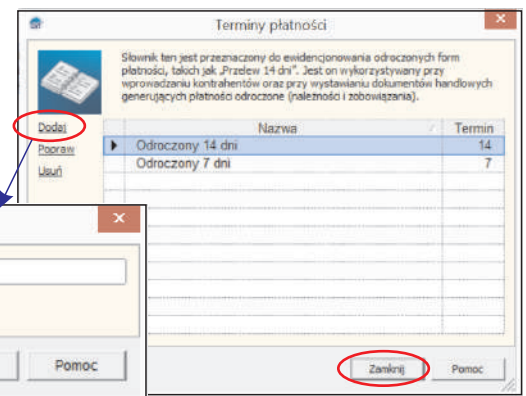 Terminy płatności
Słownik ten jest przeznaczony do ewidencjonowania odroczonych form
płatności, takich jak „Przelew 14 dni”. Jest on wykorzystywany przy
wprowadzaniu kontrahentów oraz przy wystawianiu dokumentów handlowych
generujących płatności odroczone (należności i zobowiązania).
Dodaj
Popraw
Usuń
Nazwa Termin
Odroczony 14 dni 14
Odroczony 7 dni 7
Pomoc
Zamknij Pomoc